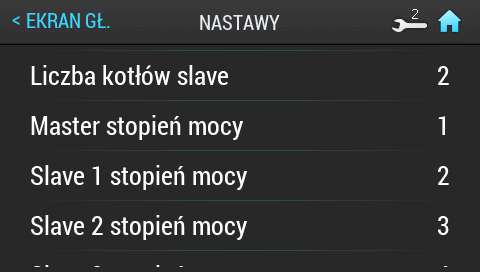 < EKRAN GŁ.
NASTAWY
2
Liczba kotłów slave 2
Master stopień mocy 1
Slave 1 stopień mocy 2
Slave 2 stopień mocy 3